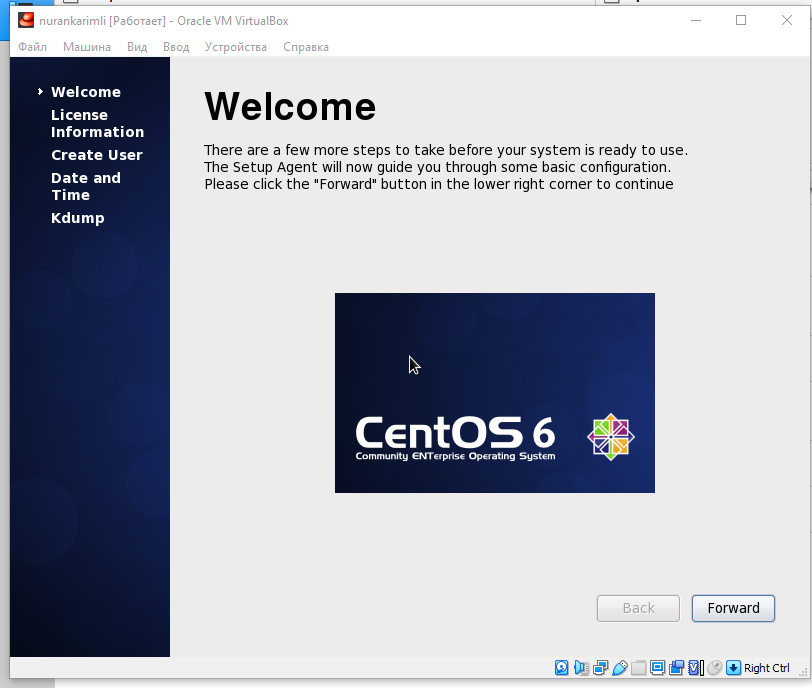 nurankarimli [Работает] - Oracle VM VirtualBox
Файл Машина Вид Ввод Устройства Справка
Welcome
License
Information
Create User
Date and
Time
Kdump
Welcome
There are a few more steps to take before your system is ready to use.
The Setup Agent will now guide you through some basic configuration.
Please click the "Forward" button in the lower right corner to continue
CentOS 6
Community ENTerprise Operating System
Back Forward
Right Ctrl